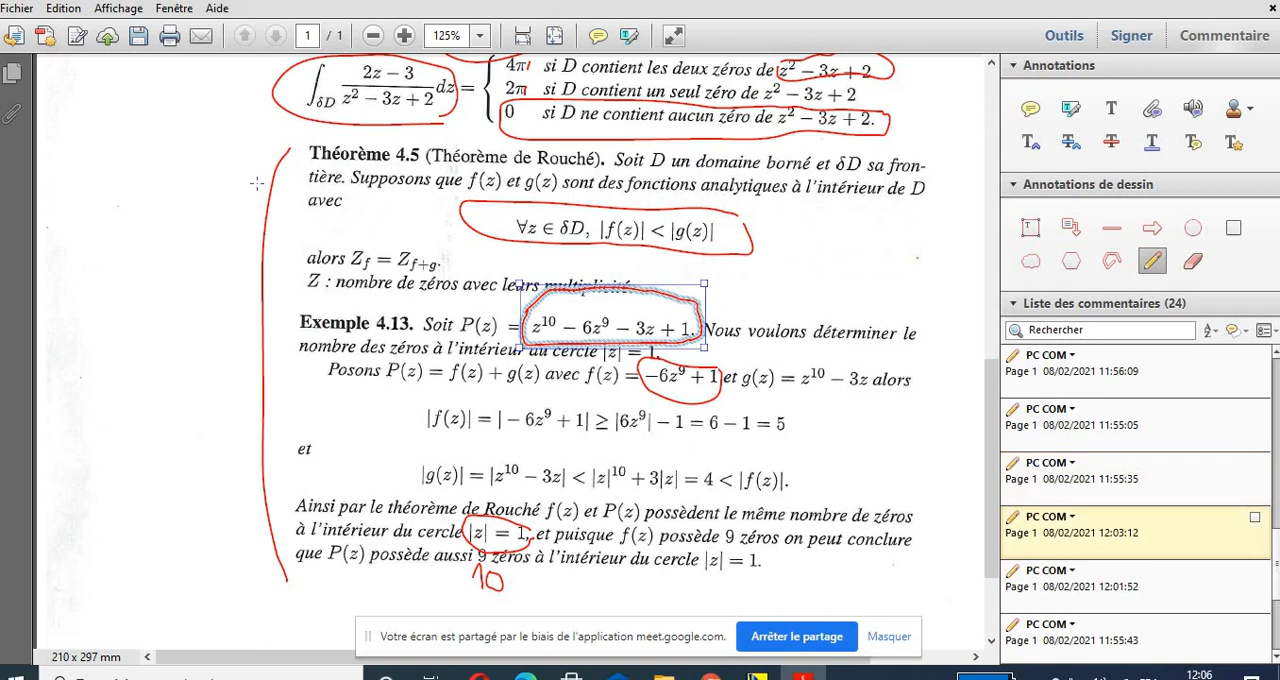 Fichier Edition Affichage Fenêtre Aide
1 / 1 125% Outils Signer Commentaire
∫_{δD} (2z − 3)/(z² − 3z + 2) dz =
4πi si D contient les deux zéros de z² − 3z + 2
2πi si D contient un seul zéro de z² − 3z + 2
0 si D ne contient aucun zéro de z² − 3z + 2.
Théorème 4.5 (Théorème de Rouché). Soit D un domaine borné et δD sa fron-
tière. Supposons que f(z) et g(z) sont des fonctions analytiques à l'intérieur de D
avec
∀z ∈ δD, |f(z)| < |g(z)|
alors Z_f = Z_{f+g}.
Z : nombre de zéros avec leurs multiplicité.
Exemple 4.13. Soit P(z) = z¹⁰ − 6z⁹ − 3z + 1. Nous voulons déterminer le
nombre des zéros à l'intérieur du cercle |z| = 1.
Posons P(z) = f(z) + g(z) avec f(z) = −6z⁹ + 1 et g(z) = z¹⁰ − 3z alors
|f(z)| = | − 6z⁹ + 1| ≥ |6z⁹| − 1 = 6 − 1 = 5
et
|g(z)| = |z¹⁰ − 3z| < |z|¹⁰ + 3|z| = 4 < |f(z)|.
Ainsi par le théorème de Rouché f(z) et P(z) possèdent le même nombre de zéros
à l'intérieur du cercle |z| = 1, et puisque f(z) possède 9 zéros on peut conclure
que P(z) possède aussi 9 zéros à l'intérieur du cercle |z| = 1.
10
Annotations
Annotations de dessin
Liste des commentaires (24)
Rechercher
PC COM
Page 1 08/02/2021 11:56:09
PC COM
Page 1 08/02/2021 11:55:05
PC COM
Page 1 08/02/2021 11:55:35
PC COM
Page 1 08/02/2021 12:03:12
PC COM
Page 1 08/02/2021 12:01:52
PC COM
Page 1 08/02/2021 11:55:43
Votre écran est partagé par le biais de l'application meet.google.com. Arrêter le partage Masquer
210 x 297 mm
12:06